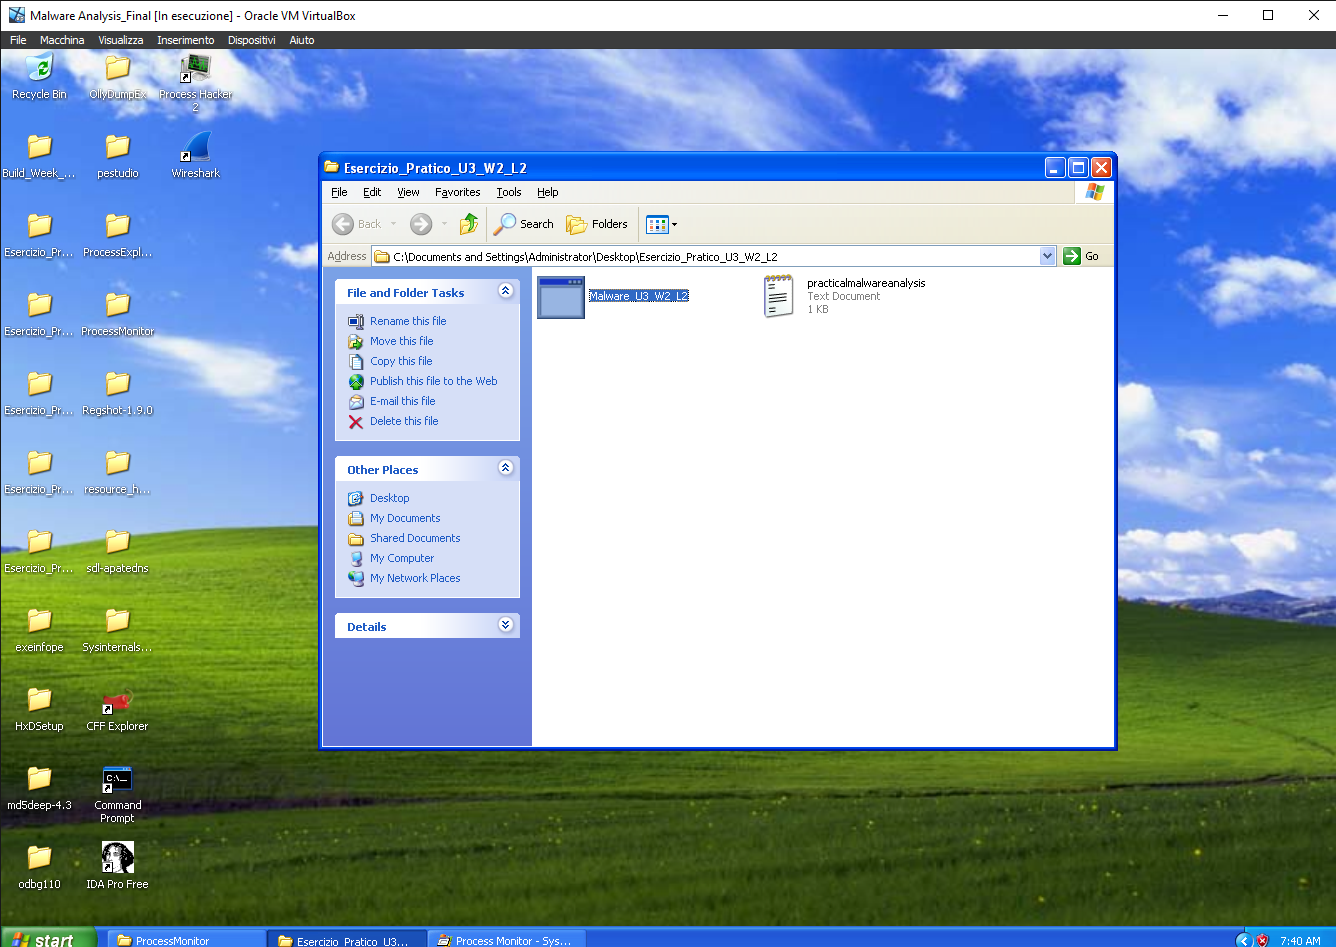 Malware Analysis_Final [In esecuzione] - Oracle VM VirtualBox
File Macchina Visualizza Inserimento Dispositivi Aiuto
Recycle Bin
OllyDumpEx
Process Hacker
2
Build_Week_...
pestudio
Wireshark
Esercizio_Pr...
ProcessExpl...
Esercizio_Pr...
ProcessMonitor
Esercizio_Pr...
Regshot-1.9.0
Esercizio_Pr...
resource_h...
Esercizio_Pr...
sdl-apatedns
exeinfope
Sysinternals...
HxDSetup
CFF Explorer
md5deep-4.3
C:\_
Command
Prompt
odbg110
IDA Pro Free
Esercizio_Pratico_U3_W2_L2
File Edit View Favorites Tools Help
Back Search Folders
Address C:\Documents and Settings\Administrator\Desktop\Esercizio_Pratico_U3_W2_L2 Go
File and Folder Tasks
Rename this file
Move this file
Copy this file
Publish this file to the Web
E-mail this file
Delete this file
Other Places
Desktop
My Documents
Shared Documents
My Computer
My Network Places
Details
Malware_U3_W2_L2
practicalmalwareanalysis
Text Document
1 KB
start ProcessMonitor Esercizio_Pratico_U3... Process Monitor - Sys... 7:40 AM